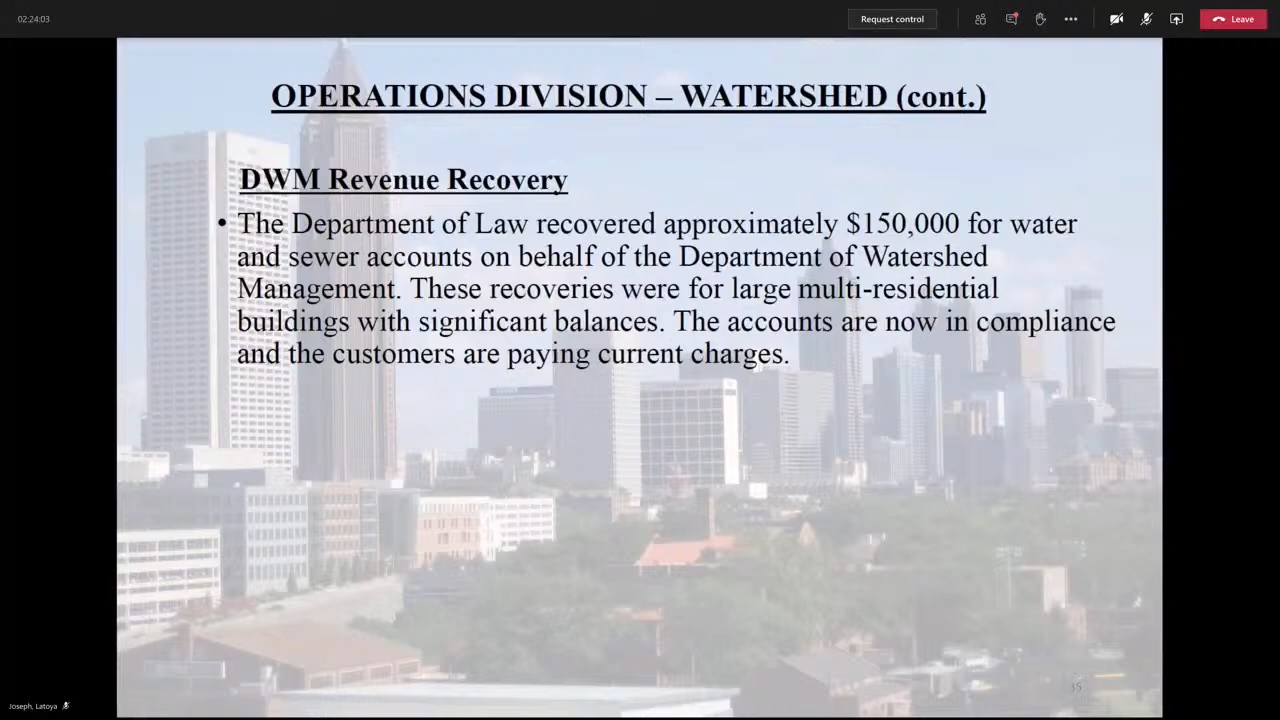 02:24:03
Request control
Leave
OPERATIONS DIVISION – WATERSHED (cont.)
DWM Revenue Recovery
• The Department of Law recovered approximately $150,000 for water
and sewer accounts on behalf of the Department of Watershed
Management. These recoveries were for large multi-residential
buildings with significant balances. The accounts are now in compliance
and the customers are paying current charges.
Joseph, Latoya